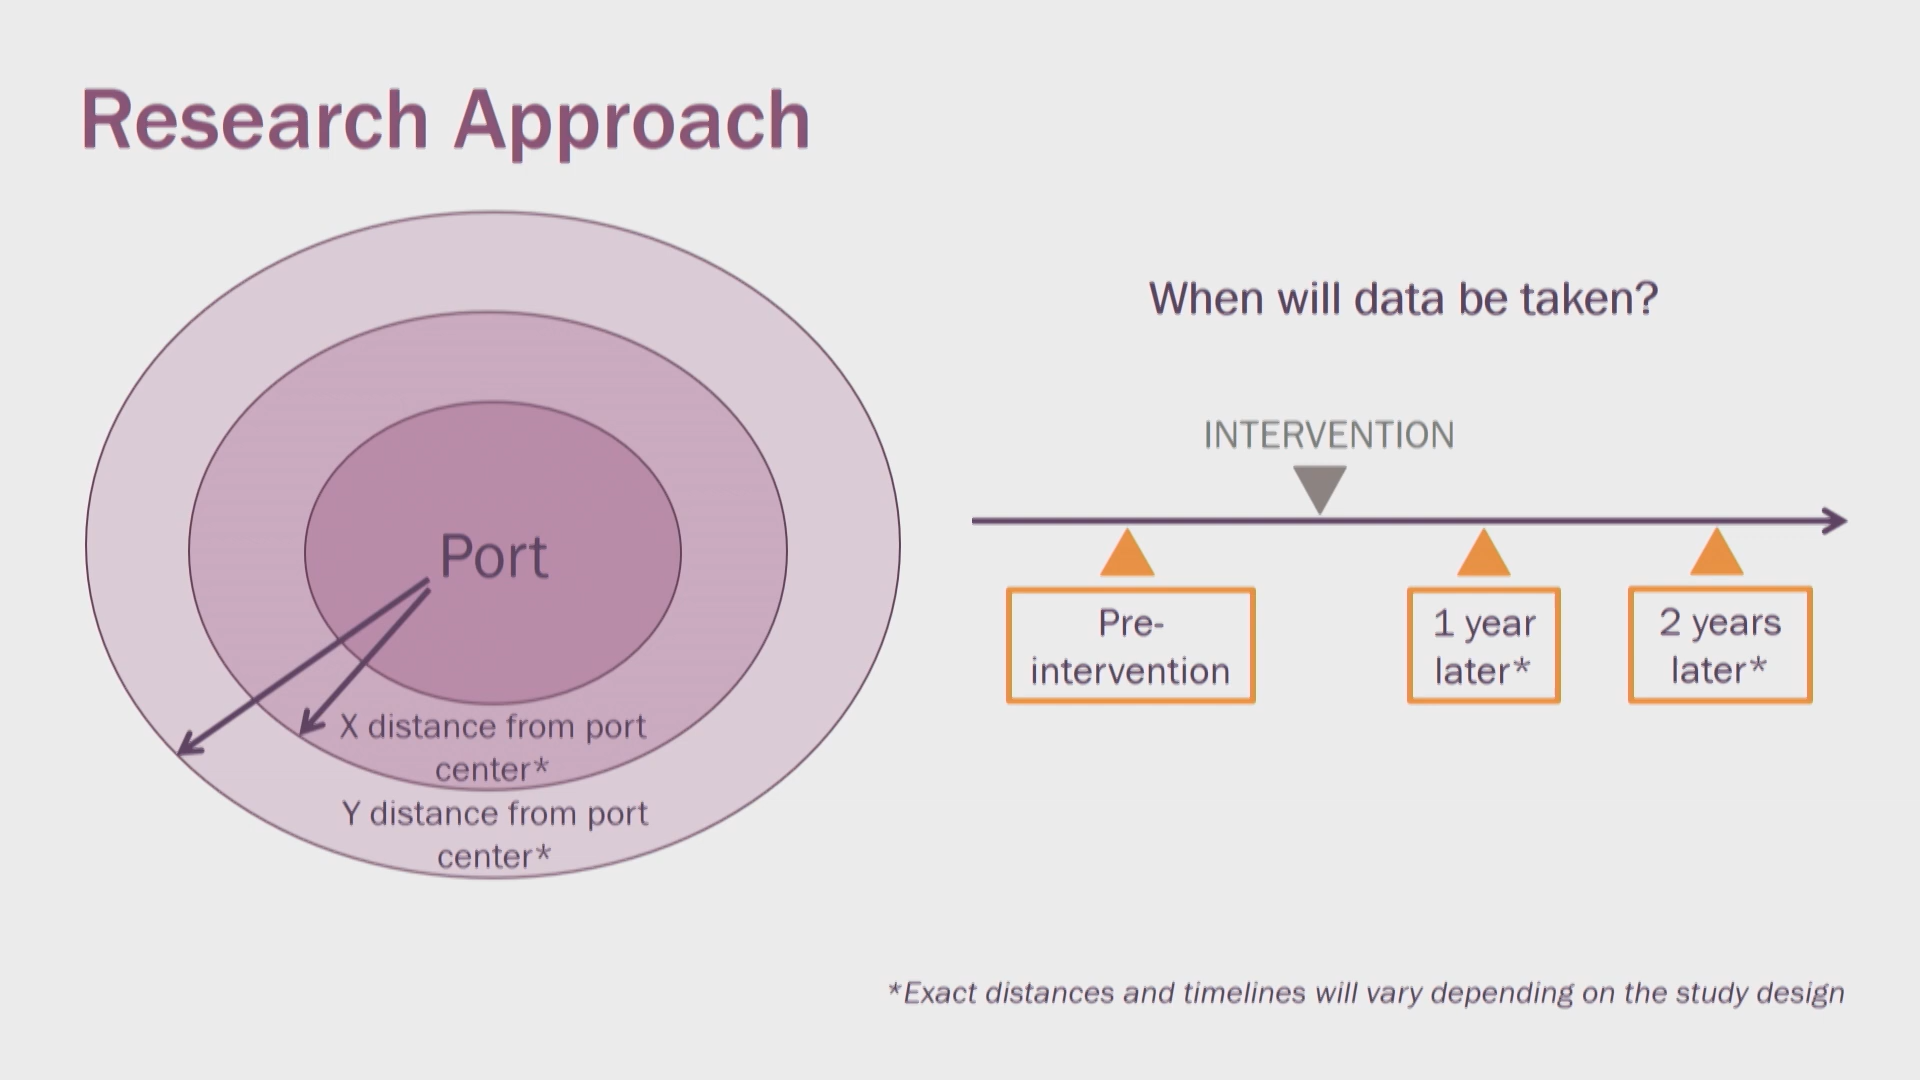 Research Approach
Port
X distance from port
center*
Y distance from port
center*
When will data be taken?
INTERVENTION
Pre-
intervention
1 year
later*
2 years
later*
*Exact distances and timelines will vary depending on the study design